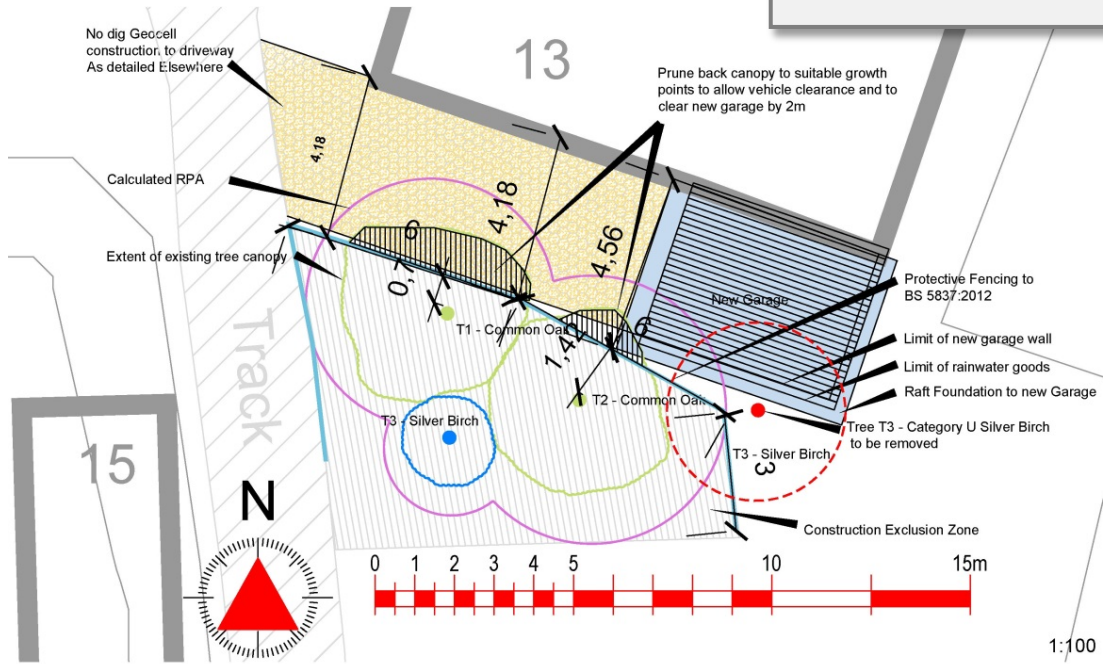 No dig Geocell
construction to driveway
As detailed Elsewhere
13
Prune back canopy to suitable growth
points to allow vehicle clearance and to
clear new garage by 2m
4,18
Calculated RPA
4,18
6
4,56
Extent of existing tree canopy
0,7
Protective Fencing to
BS 5837:2012
New Garage
T1 - Common Oak
1,42
6
Limit of new garage wall
Limit of rainwater goods
Raft Foundation to new Garage
Track
T2 - Common Oak
T3 - Silver Birch
Tree T3 - Category U Silver Birch
to be removed
T3 - Silver Birch
3
15
N
Construction Exclusion Zone
0 1 2 3 4 5 10 15m
1:100